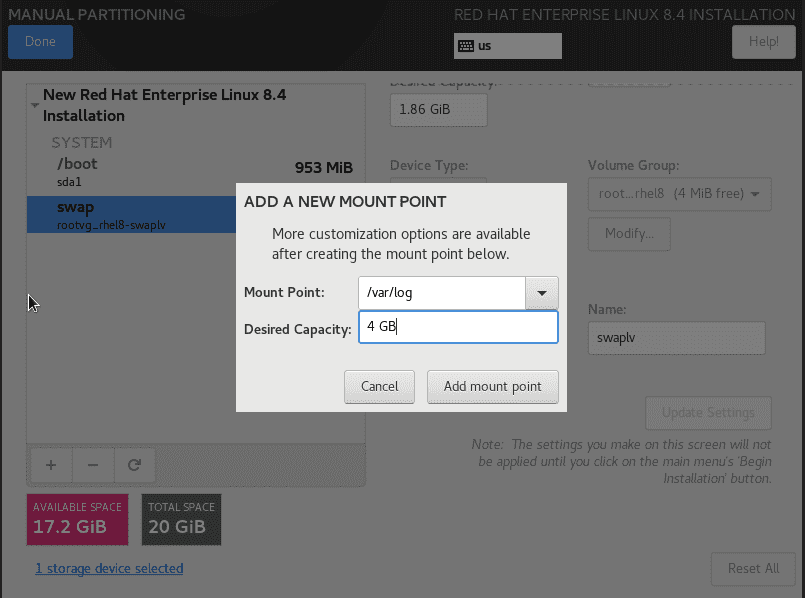 MANUAL PARTITIONING
RED HAT ENTERPRISE LINUX 8.4 INSTALLATION
Done
us
Help!
New Red Hat Enterprise Linux 8.4
Installation
SYSTEM
/boot
953 MiB
sda1
swap
rootvg_rhel8-swaplv
Desired Capacity:
1.86 GiB
Device Type:
Volume Group:
root...rhel8 (4 MiB free)
Modify...
ADD A NEW MOUNT POINT
More customization options are available
after creating the mount point below.
Mount Point:
/var/log
Desired Capacity:
4 GB
Cancel
Add mount point
Name:
swaplv
Update Settings
Note: The settings you make on this screen will not
be applied until you click on the main menu's 'Begin
Installation' button.
+
−
AVAILABLE SPACE
17.2 GiB
TOTAL SPACE
20 GiB
1 storage device selected
Reset All